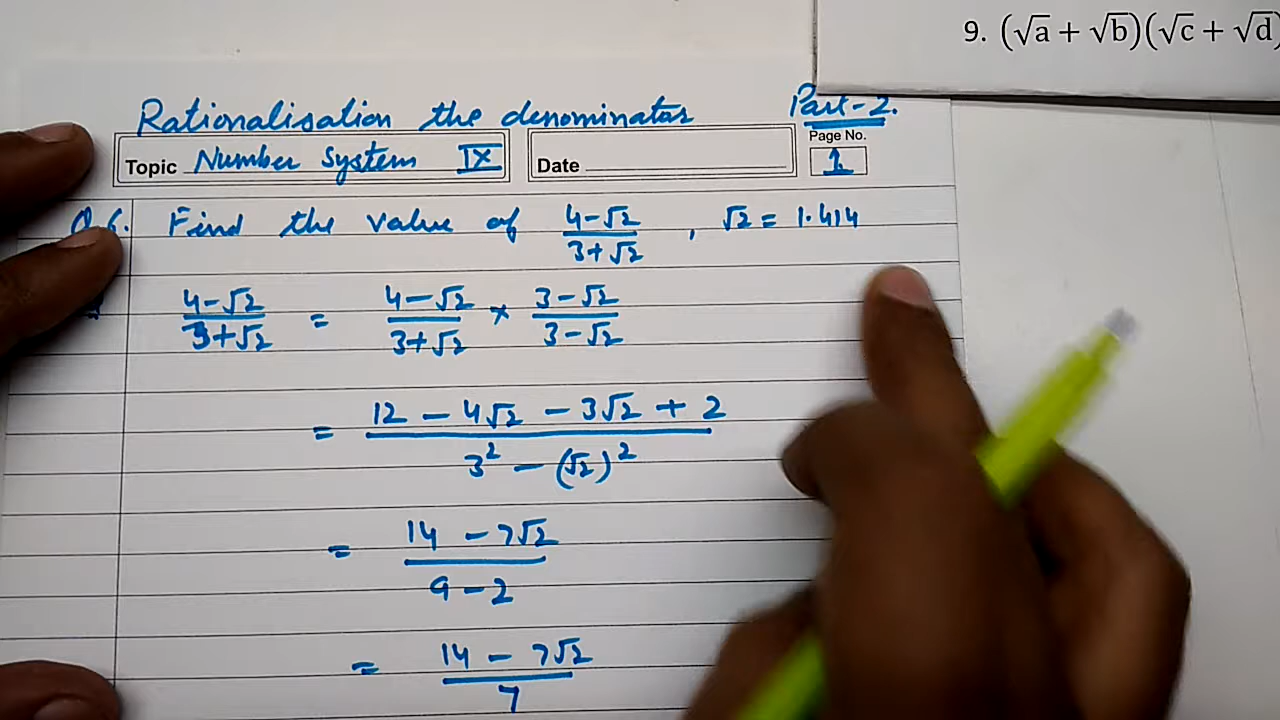 9. (√a + √b)(√c + √d)
Rationalisation the denominator Part-2.
Topic Number System IX Date Page No. 1
Q.6. Find the value of (4-√2)/(3+√2) , √2 = 1.414
(4-√2)/(3+√2) = (4-√2)/(3+√2) × (3-√2)/(3-√2)
= (12 - 4√2 - 3√2 + 2)/(3² - (√2)²)
= (14 - 7√2)/(9-2)
= (14 - 7√2)/7